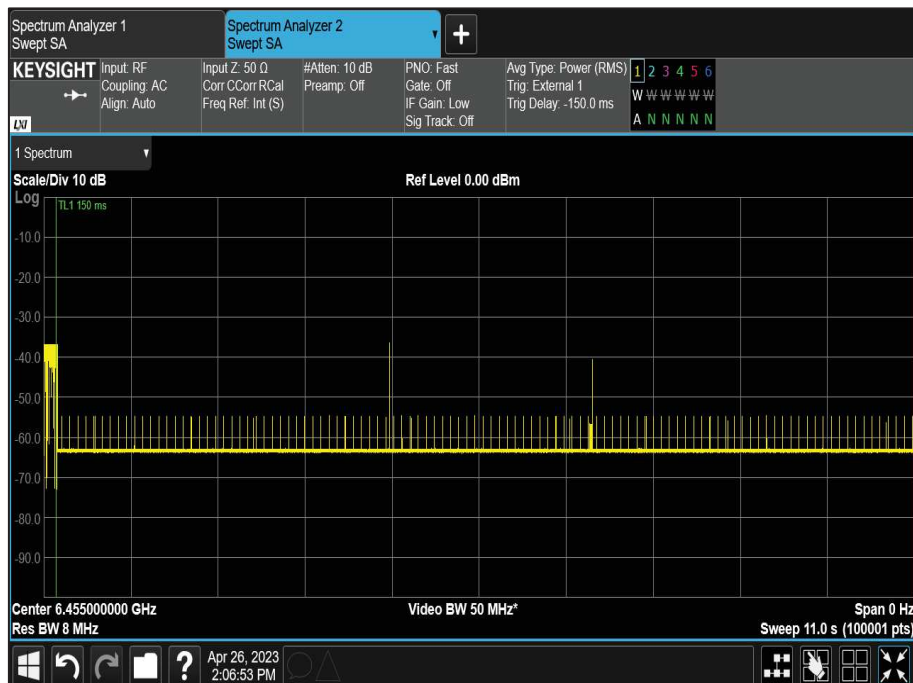 Spectrum Analyzer 1
Swept SA
Spectrum Analyzer 2
Swept SA
+
KEYSIGHT
LXI
Input: RF
Coupling: AC
Align: Auto
Input Z: 50 Ω
Corr CCorr RCal
Freq Ref: Int (S)
#Atten: 10 dB
Preamp: Off
PNO: Fast
Gate: Off
IF Gain: Low
Sig Track: Off
Avg Type: Power (RMS)
Trig: External 1
Trig Delay: -150.0 ms
1 2 3 4 5 6
W W W W W W
A N N N N N
1 Spectrum
Scale/Div 10 dB
Ref Level 0.00 dBm
Log
TL1 150 ms
-10.0
-20.0
-30.0
-40.0
-50.0
-60.0
-70.0
-80.0
-90.0
Center 6.455000000 GHz
Video BW 50 MHz*
Span 0 Hz
Res BW 8 MHz
Sweep 11.0 s (100001 pts)
?
Apr 26, 2023
2:06:53 PM